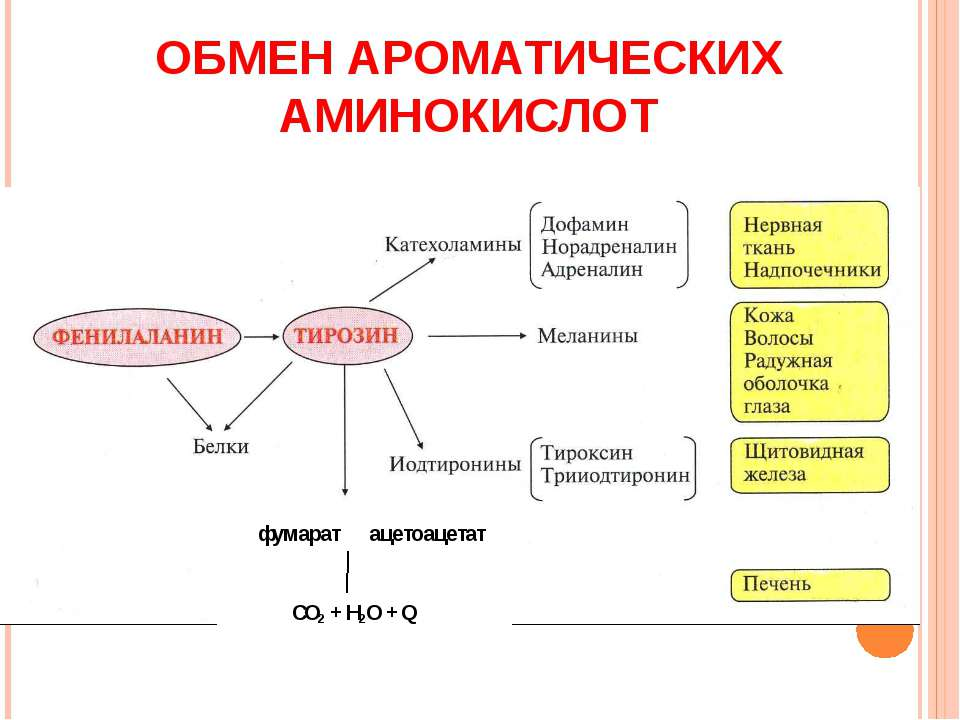 ОБМЕН АРОМАТИЧЕСКИХ
АМИНОКИСЛОТ
Катехоламины
Дофамин
Норадреналин
Адреналин
Нервная
ткань
Надпочечники
ФЕНИЛАЛАНИН
ТИРОЗИН
Меланины
Кожа
Волосы
Радужная
оболочка
глаза
Белки
Иодтиронины
Тироксин
Трииодтиронин
Щитовидная
железа
фумарат ацетоацетат
CO₂ + H₂O + Q
Печень